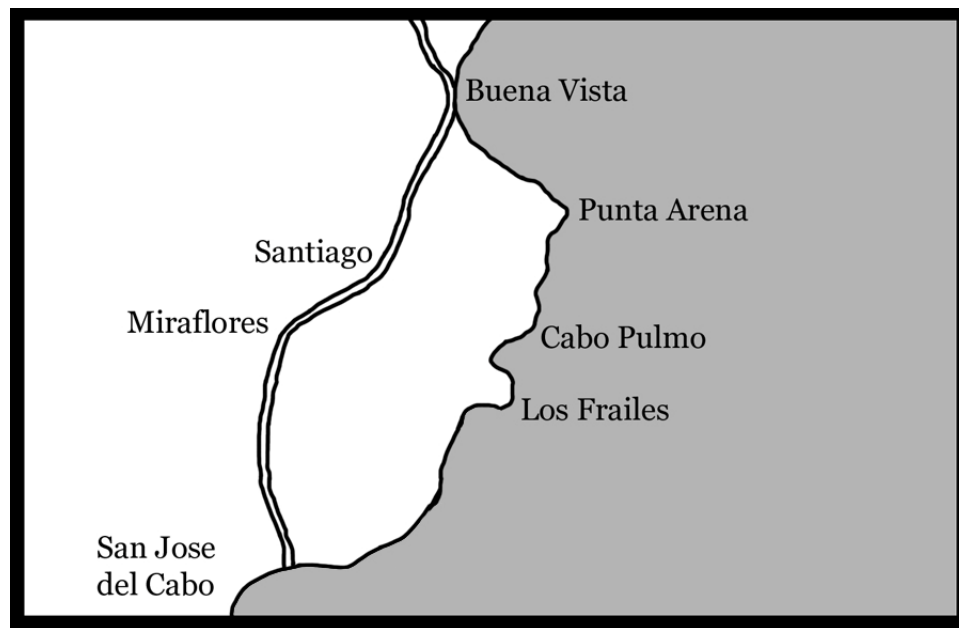 Buena Vista
Punta Arena
Santiago
Miraflores
Cabo Pulmo
Los Frailes
San Jose
del Cabo